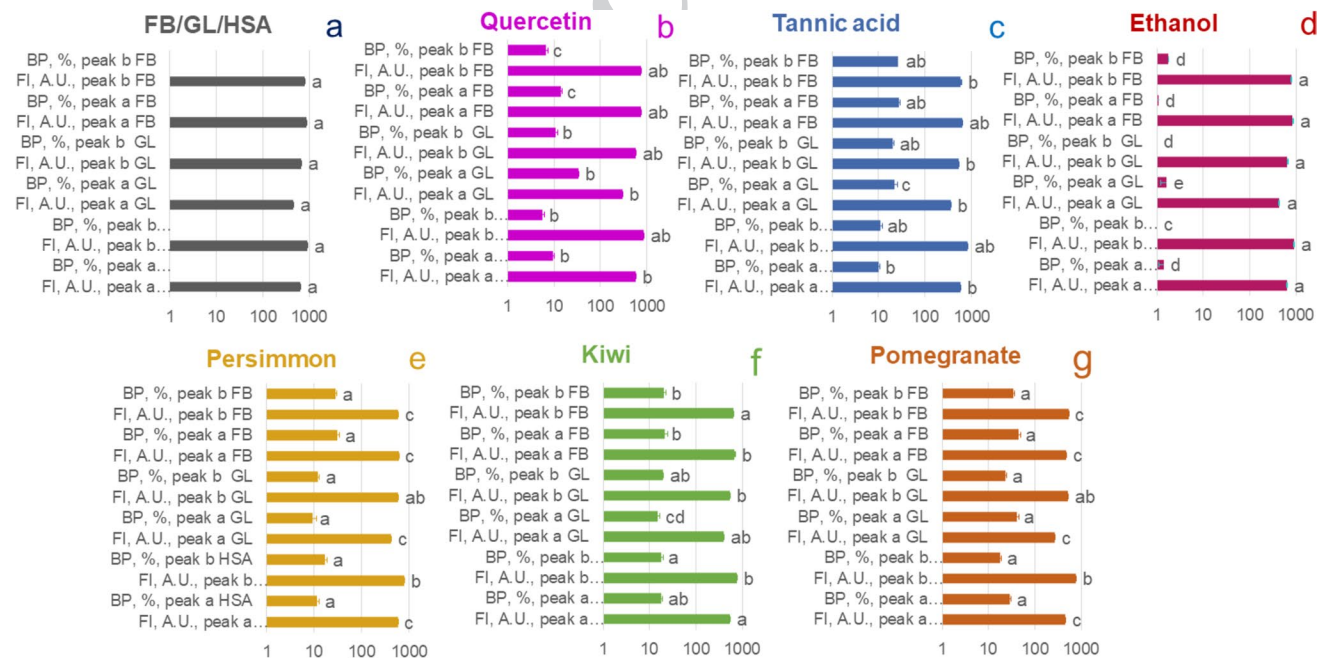 FB/GL/HSA a
BP, %, peak b FB
FI, A.U., peak b FB a
BP, %, peak a FB
FI, A.U., peak a FB a
BP, %, peak b GL
FI, A.U., peak b GL a
BP, %, peak a GL
FI, A.U., peak a GL a
BP, %, peak b...
FI, A.U., peak b... a
BP, %, peak a...
FI, A.U., peak a... a
1 10 100 1000
Quercetin b
BP, %, peak b FB c
FI, A.U., peak b FB ab
BP, %, peak a FB c
FI, A.U., peak a FB ab
BP, %, peak b GL b
FI, A.U., peak b GL ab
BP, %, peak a GL b
FI, A.U., peak a GL b
BP, %, peak b... b
FI, A.U., peak b... ab
BP, %, peak a... b
FI, A.U., peak a... b
1 10 100 1000
Tannic acid c
BP, %, peak b FB ab
FI, A.U., peak b FB b
BP, %, peak a FB ab
FI, A.U., peak a FB ab
BP, %, peak b GL ab
FI, A.U., peak b GL b
BP, %, peak a GL c
FI, A.U., peak a GL b
BP, %, peak b... ab
FI, A.U., peak b... ab
BP, %, peak a... b
FI, A.U., peak a... b
1 10 100 1000
Ethanol d
BP, %, peak b FB d
FI, A.U., peak b FB a
BP, %, peak a FB d
FI, A.U., peak a FB a
BP, %, peak b GL d
FI, A.U., peak b GL a
BP, %, peak a GL e
FI, A.U., peak a GL a
BP, %, peak b... c
FI, A.U., peak b... a
BP, %, peak a... d
FI, A.U., peak a... a
1 10 100 1000
Persimmon e
BP, %, peak b FB a
FI, A.U., peak b FB c
BP, %, peak a FB a
FI, A.U., peak a FB c
BP, %, peak b GL a
FI, A.U., peak b GL ab
BP, %, peak a GL a
FI, A.U., peak a GL c
BP, %, peak b HSA a
FI, A.U., peak b... b
BP, %, peak a HSA a
FI, A.U., peak a... c
1 10 100 1000
Kiwi f
BP, %, peak b FB b
FI, A.U., peak b FB a
BP, %, peak a FB b
FI, A.U., peak a FB b
BP, %, peak b GL ab
FI, A.U., peak b GL b
BP, %, peak a GL cd
FI, A.U., peak a GL ab
BP, %, peak b... a
FI, A.U., peak b... b
BP, %, peak a... ab
FI, A.U., peak a... a
1 10 100 1000
Pomegranate g
BP, %, peak b FB a
FI, A.U., peak b FB c
BP, %, peak a FB a
FI, A.U., peak a FB c
BP, %, peak b GL a
FI, A.U., peak b GL ab
BP, %, peak a GL a
FI, A.U., peak a GL c
BP, %, peak b... a
FI, A.U., peak b... b
BP, %, peak a... a
FI, A.U., peak a... c
1 10 100 1000